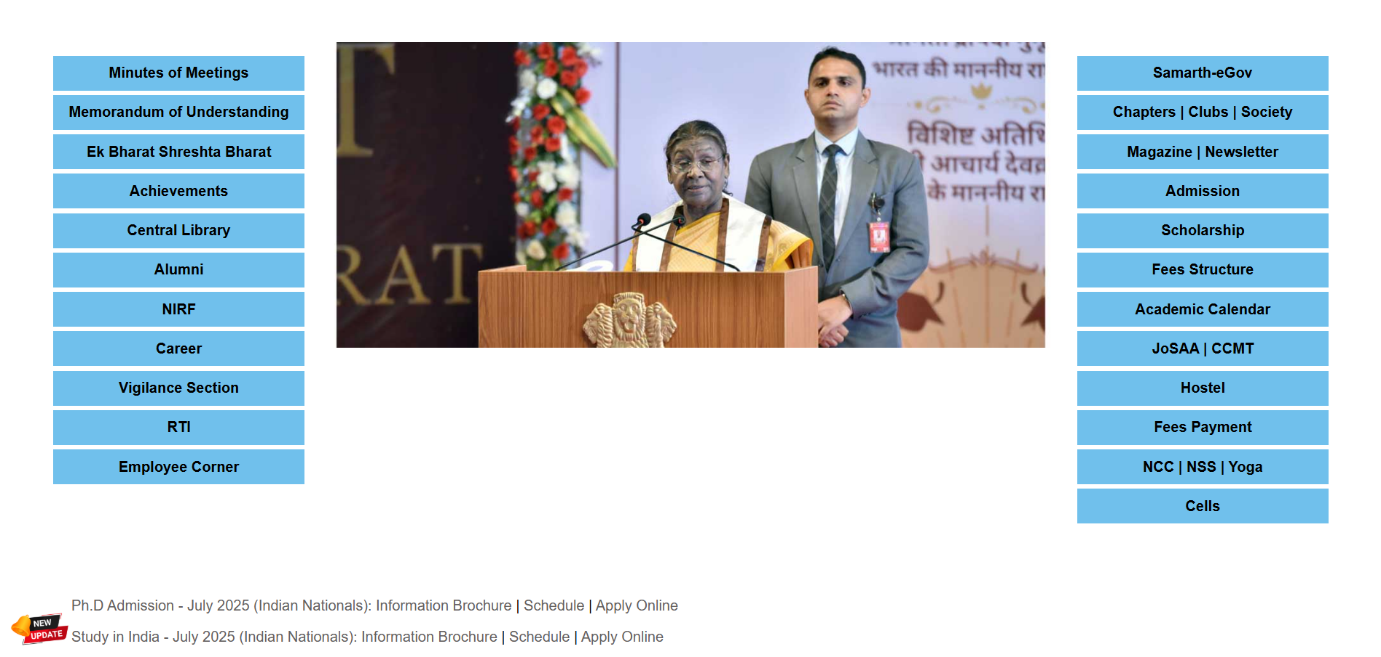 Minutes of Meetings
Memorandum of Understanding
Ek Bharat Shreshta Bharat
Achievements
Central Library
Alumni
NIRF
Career
Vigilance Section
RTI
Employee Corner
T
RAT
भारत की माननीय
विशिष्ट
आचार्य
के माननीय
Samarth-eGov
Chapters | Clubs | Society
Magazine | Newsletter
Admission
Scholarship
Fees Structure
Academic Calendar
JoSAA | CCMT
Hostel
Fees Payment
NCC | NSS | Yoga
Cells
NEW
UPDATE
Ph.D Admission - July 2025 (Indian Nationals): Information Brochure | Schedule | Apply Online
Study in India - July 2025 (Indian Nationals): Information Brochure | Schedule | Apply Online